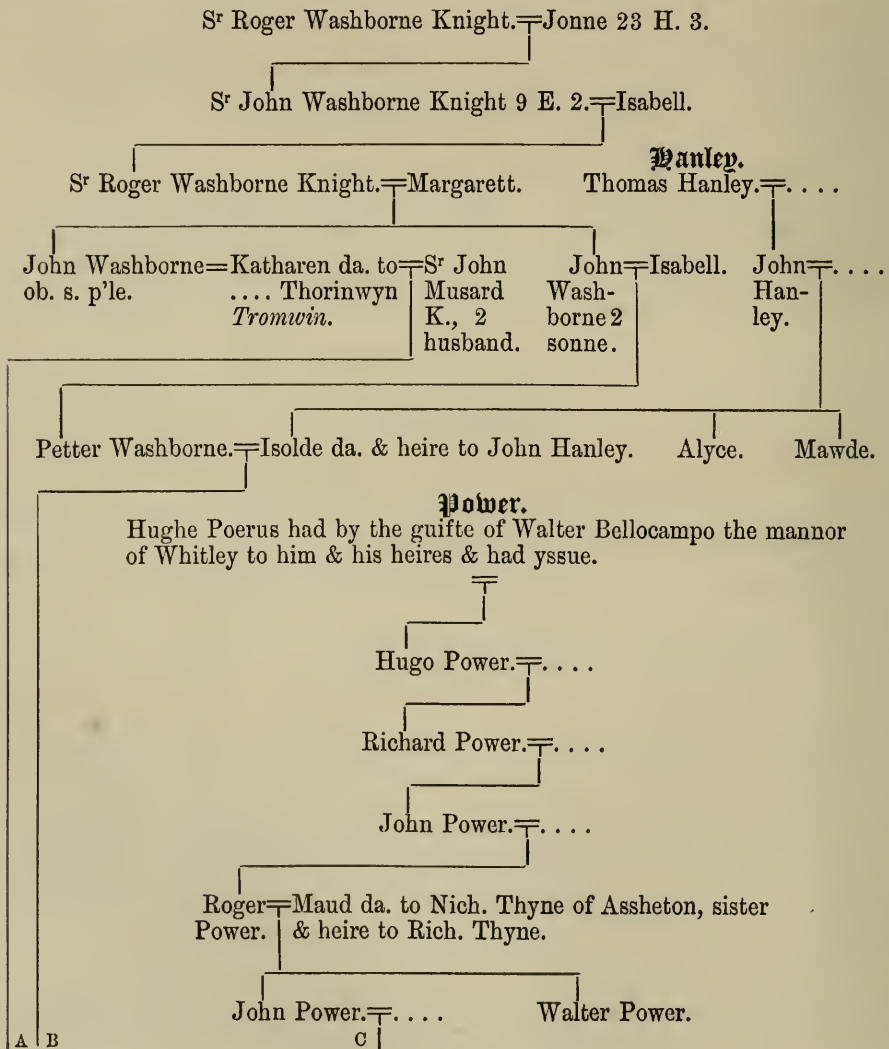 Sʳ Roger Washborne Knight.=Jonne 23 H. 3.
Sʳ John Washborne Knight 9 E. 2.=Isabell.
Hanley.
Sʳ Roger Washborne Knight.=Margarett. Thomas Hanley.=. . . .
John Washborne=Katharen da. to=Sʳ John John=Isabell. John=. . . .
ob. s. p'le. . . . . Thorinwyn Musard Wash- Han-
Tromwin. K., 2 borne 2 ley.
husband. sonne.
Petter Washborne.=Isolde da. & heire to John Hanley. Alyce. Mawde.
Power.
Hughe Poerus had by the guifte of Walter Bellocampo the mannor
of Whitley to him & his heires & had yssue.
Hugo Power.=. . . .
Richard Power.=. . . .
John Power.=. . . .
Roger=Maud da. to Nich. Thyne of Assheton, sister
Power. & heire to Rich. Thyne.
John Power.=. . . . Walter Power.
A B C